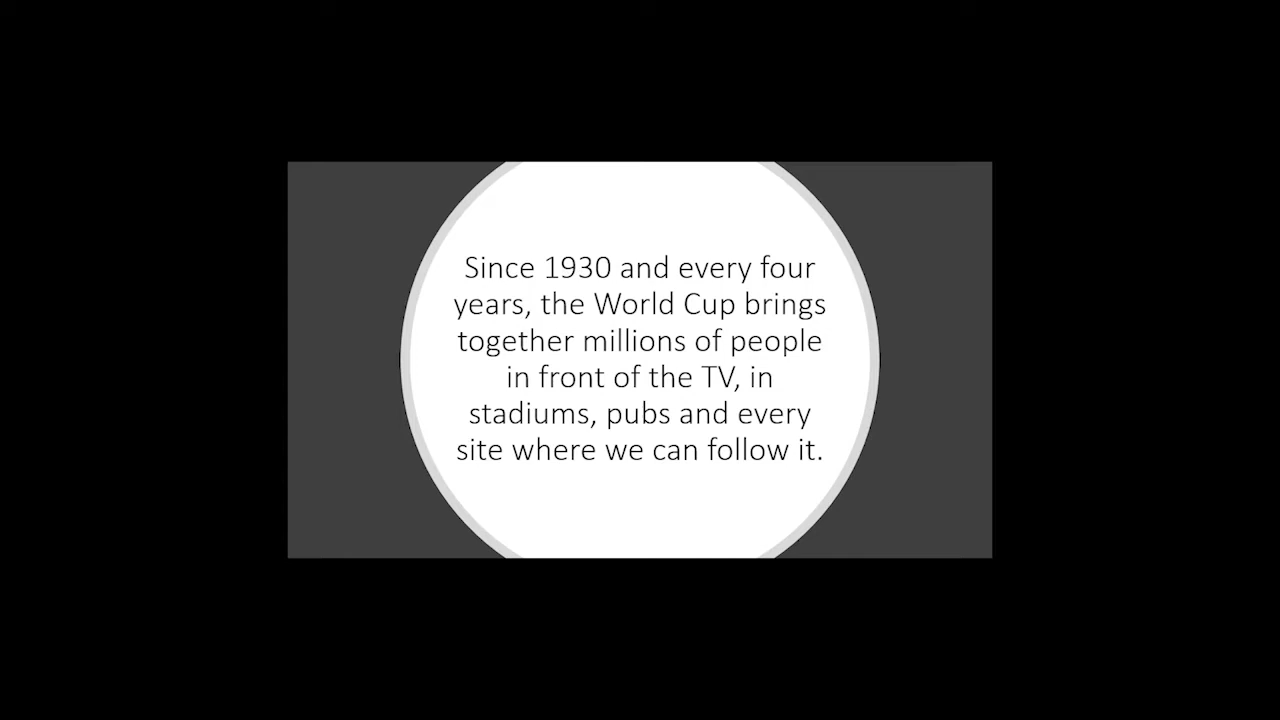 Since 1930 and every four
years, the World Cup brings
together millions of people
in front of the TV, in
stadiums, pubs and every
site where we can follow it.